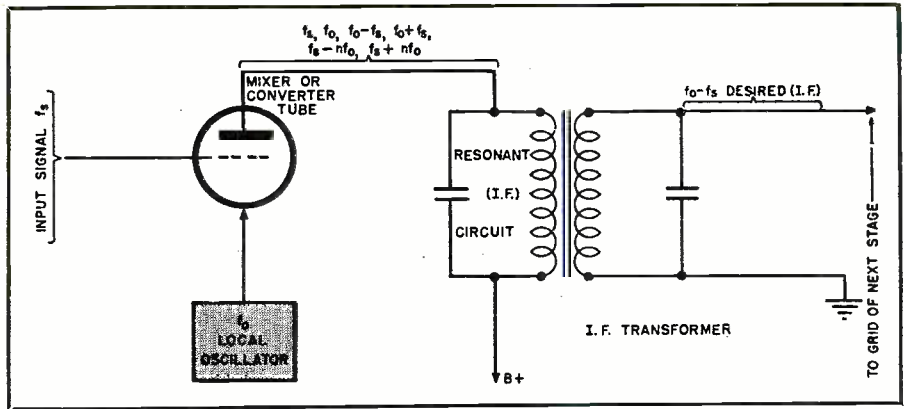 fs, fo, fo-fs, fo+fs,
fs-nfo, fs+nfo
MIXER OR
CONVERTER
TUBE
INPUT SIGNAL fs
fo
LOCAL
OSCILLATOR
RESONANT
(I.F.)
CIRCUIT
B+
fo-fs DESIRED (I.F.)
I.F. TRANSFORMER
TO GRID OF NEXT STAGE